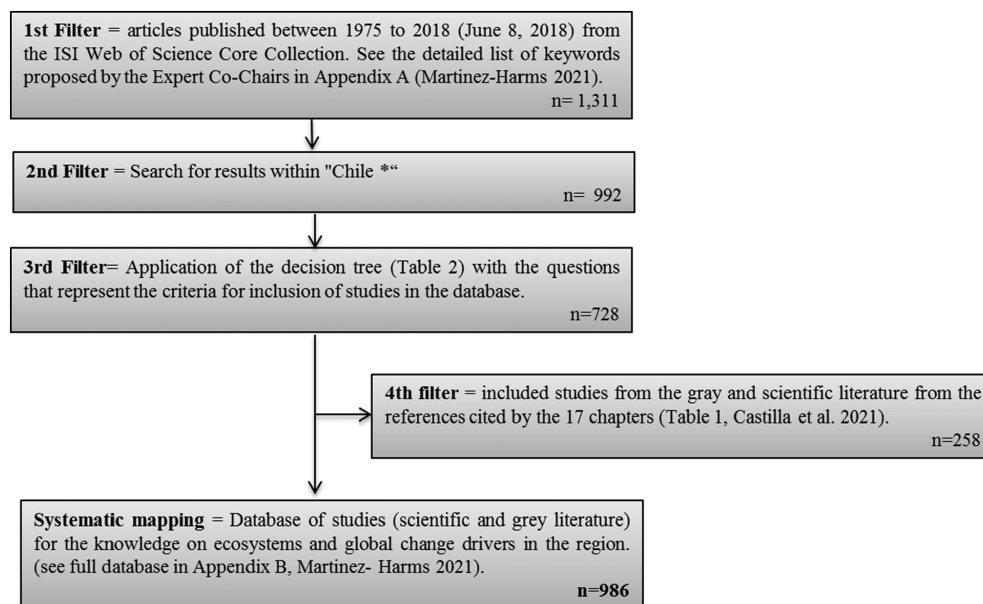 1st Filter = articles published between 1975 to 2018 (June 8, 2018) from
the ISI Web of Science Core Collection. See the detailed list of keywords
proposed by the Expert Co-Chairs in Appendix A (Martinez-Harms 2021).
n= 1,311
2nd Filter = Search for results within "Chile *“
n= 992
3rd Filter= Application of the decision tree (Table 2) with the questions
that represent the criteria for inclusion of studies in the database.
n=728
4th filter = included studies from the gray and scientific literature from the
references cited by the 17 chapters (Table 1, Castilla et al. 2021).
n=258
Systematic mapping = Database of studies (scientific and grey literature)
for the knowledge on ecosystems and global change drivers in the region.
(see full database in Appendix B, Martinez- Harms 2021).
n=986